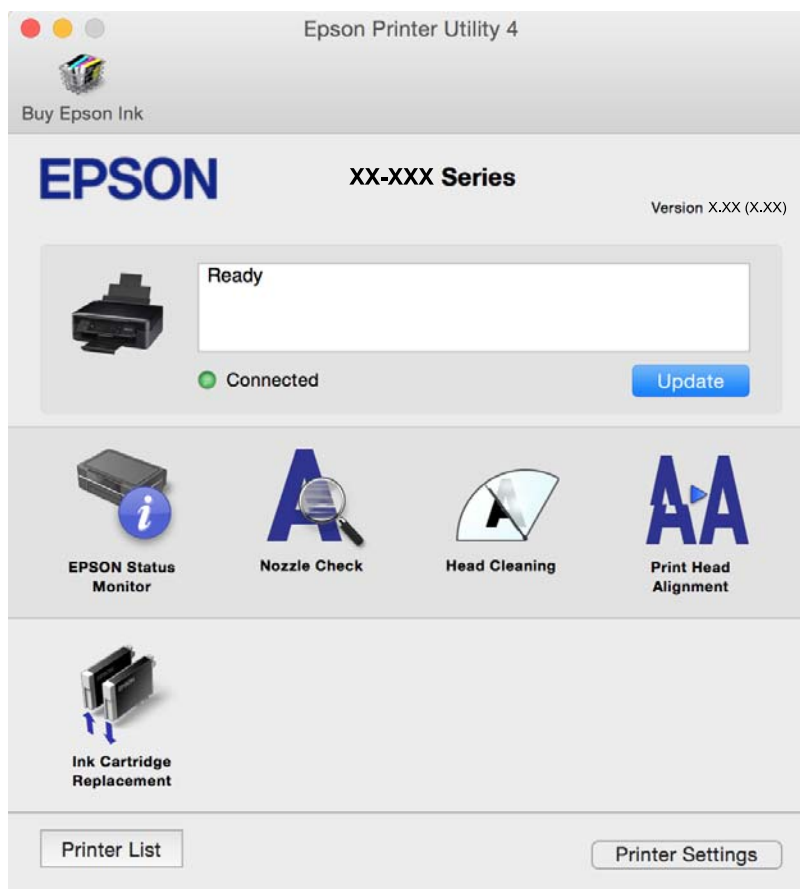 Epson Printer Utility 4
Buy Epson Ink
EPSON
XX-XXX Series
Version X.XX (X.XX)
Ready
Connected
Update
EPSON Status
Monitor
Nozzle Check
Head Cleaning
Print Head
Alignment
Ink Cartridge
Replacement
Printer List
Printer Settings